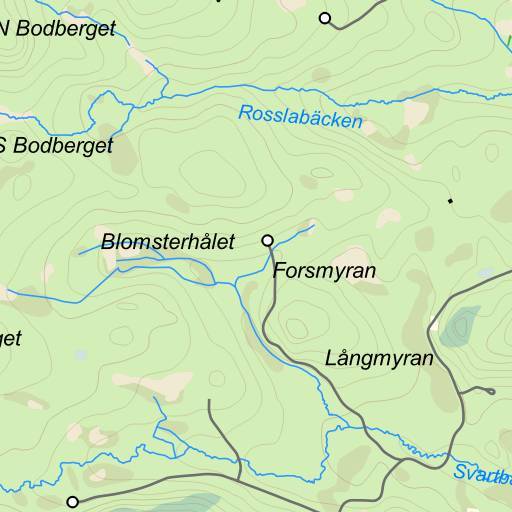 N Bodberget
Rosslabäcken
S Bodberget
Blomsterhålet
Forsmyran
Långmyran